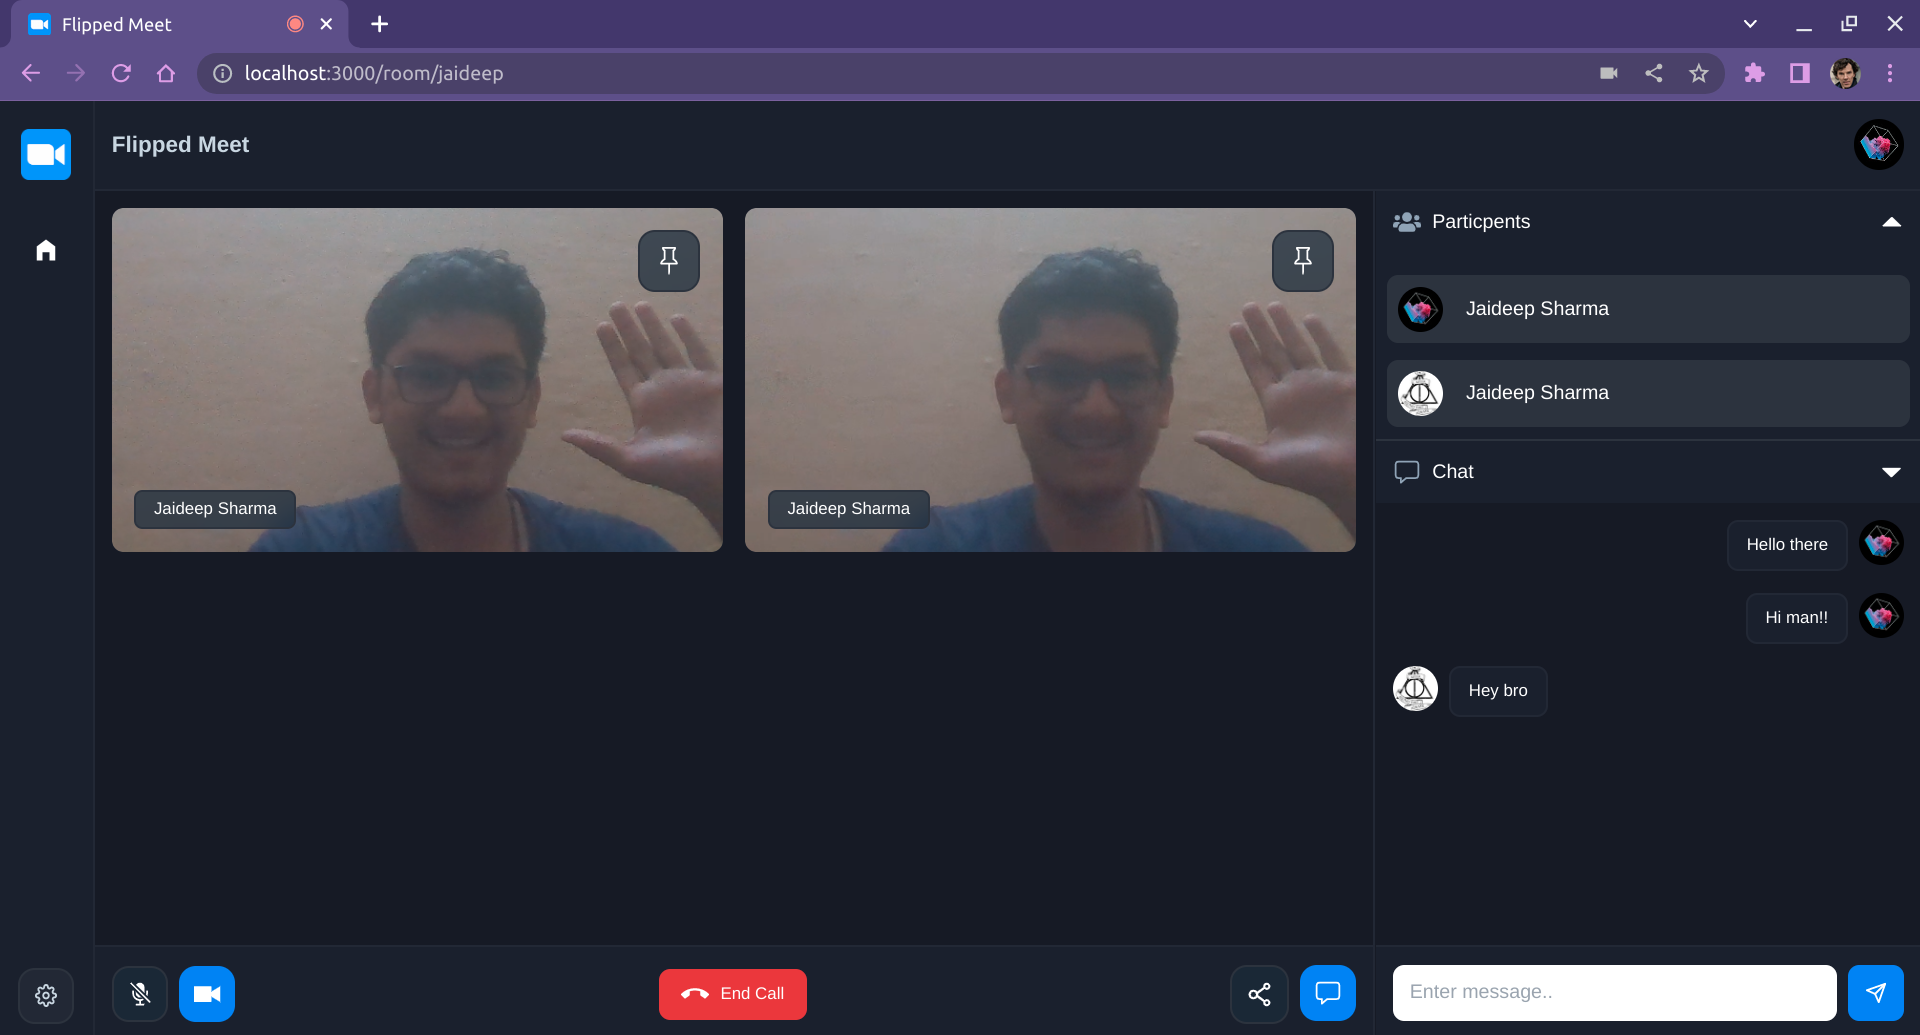 Flipped Meet
localhost:3000/room/jaideep
Flipped Meet
Jaideep Sharma
Jaideep Sharma
Particpents
Jaideep Sharma
Jaideep Sharma
Chat
Hello there
Hi man!!
Hey bro
End Call
Enter message..